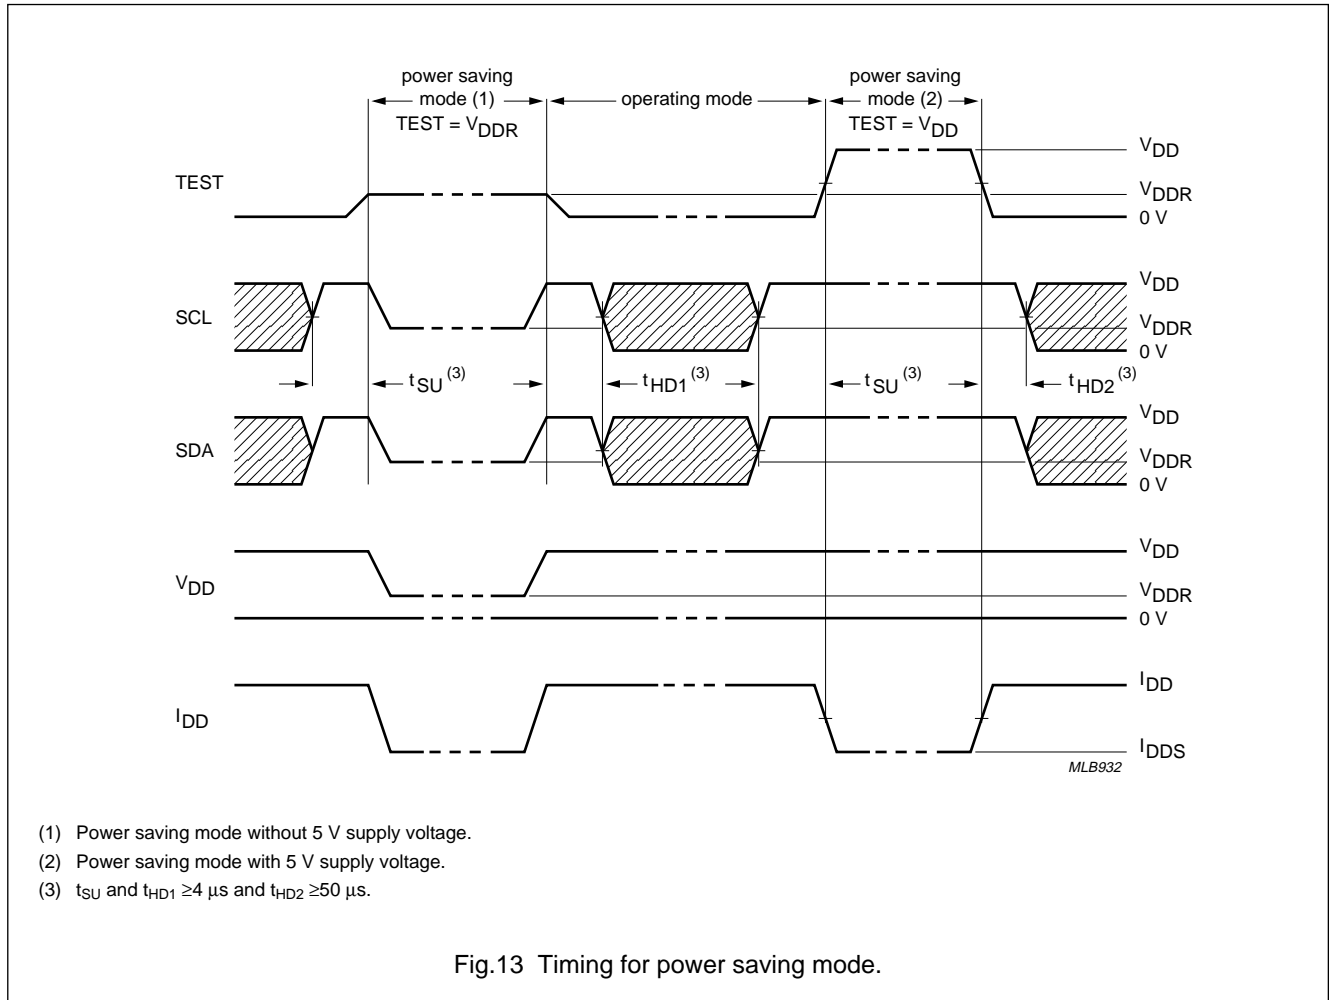 power saving
mode (1)
TEST = VDDR
operating mode
power saving
mode (2)
TEST = VDD
TEST
VDD
VDDR
0 V
SCL
VDD
VDDR
0 V
tSU (3)
tHD1 (3)
tSU (3)
tHD2 (3)
SDA
VDD
VDDR
0 V
VDD
VDD
VDDR
0 V
IDD
IDD
IDDS
MLB932
(1) Power saving mode without 5 V supply voltage.
(2) Power saving mode with 5 V supply voltage.
(3) tSU and tHD1 ≥4 μs and tHD2 ≥50 μs.
Fig.13 Timing for power saving mode.